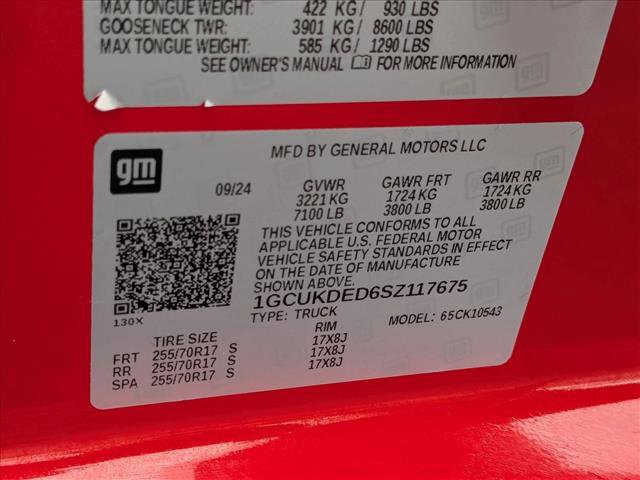 MAX TONGUE WEIGHT: 422 KG / 930 LBS
GOOSENECK TWR: 3901 KG / 8600 LBS
MAX TONGUE WEIGHT: 585 KG / 1290 LBS
SEE OWNER'S MANUAL FOR MORE INFORMATION
gm
MFD BY GENERAL MOTORS LLC
09/24 GVWR GAWR FRT GAWR RR
3221 KG 1724 KG 1724 KG
7100 LB 3800 LB 3800 LB
THIS VEHICLE CONFORMS TO ALL
APPLICABLE U.S. FEDERAL MOTOR
VEHICLE SAFETY STANDARDS IN EFFECT
ON THE DATE OF MANUFACTURE
SHOWN ABOVE.
1GCUKDED6SZ117675
130X
TYPE: TRUCK MODEL: 65CK10543
TIRE SIZE RIM
FRT 255/70R17 S 17X8J
RR 255/70R17 S 17X8J
SPA 255/70R17 S 17X8J